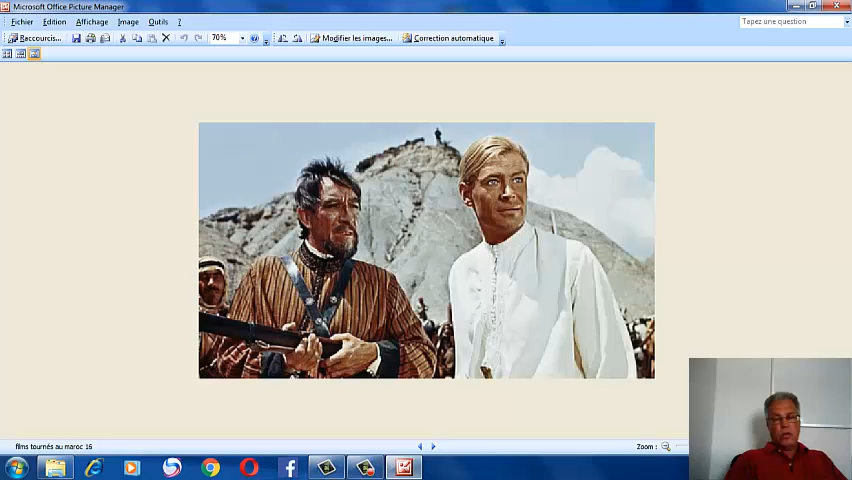 Microsoft Office Picture Manager
Fichier Edition Affichage Image Outils ?
Tapez une question
Raccourcis... 70% Modifier les images... Correction automatique
films tournés au maroc 16
Zoom :